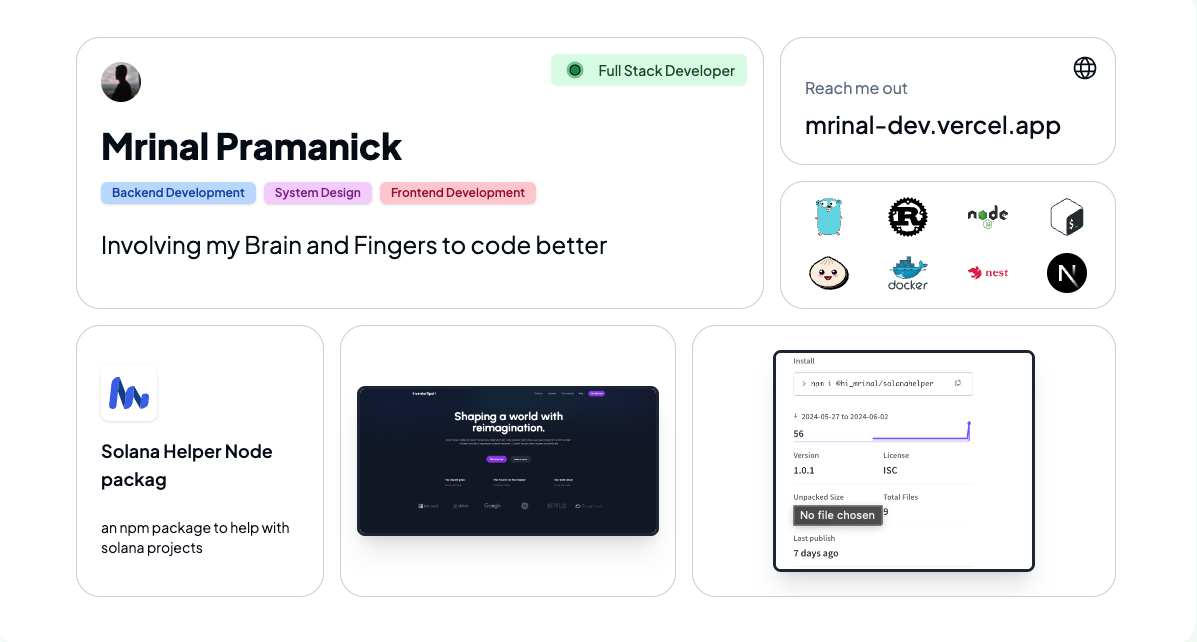 Full Stack Developer
Mrinal Pramanick
Backend Development System Design Frontend Development
Involving my Brain and Fingers to code better
Reach me out
mrinal-dev.vercel.app
R
node
JS
$
docker
nest
N
Solana Helper Node
packag
an npm package to help with
solana projects
Shaping a world with
reimagination.
Microsoft
Google
NETFLIX
Install
> npm i @hi_mrinal/solanahelper
2024-05-27 to 2024-06-02
56
Version License
1.0.1 ISC
Unpacked Size Total Files
No file chosen 9
Last publish
7 days ago